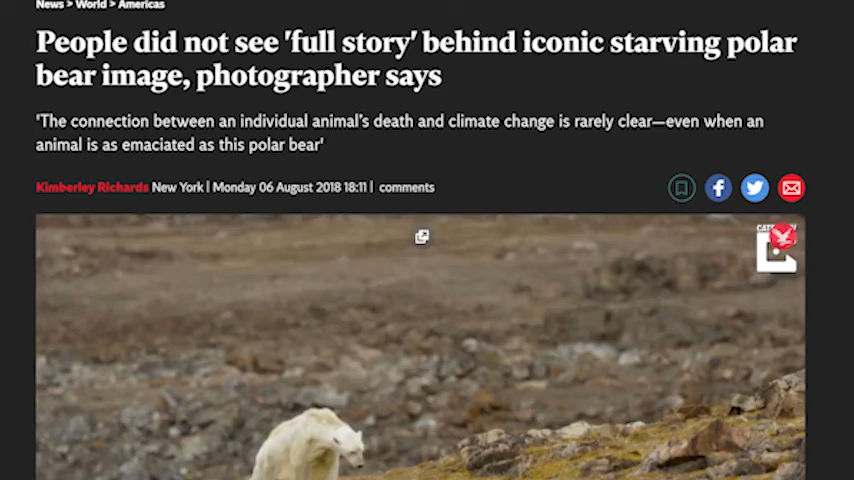 News > World > Americas
People did not see 'full story' behind iconic starving polar
bear image, photographer says
'The connection between an individual animal's death and climate change is rarely clear—even when an
animal is as emaciated as this polar bear'
Kimberley Richards New York | Monday 06 August 2018 18:11 | comments